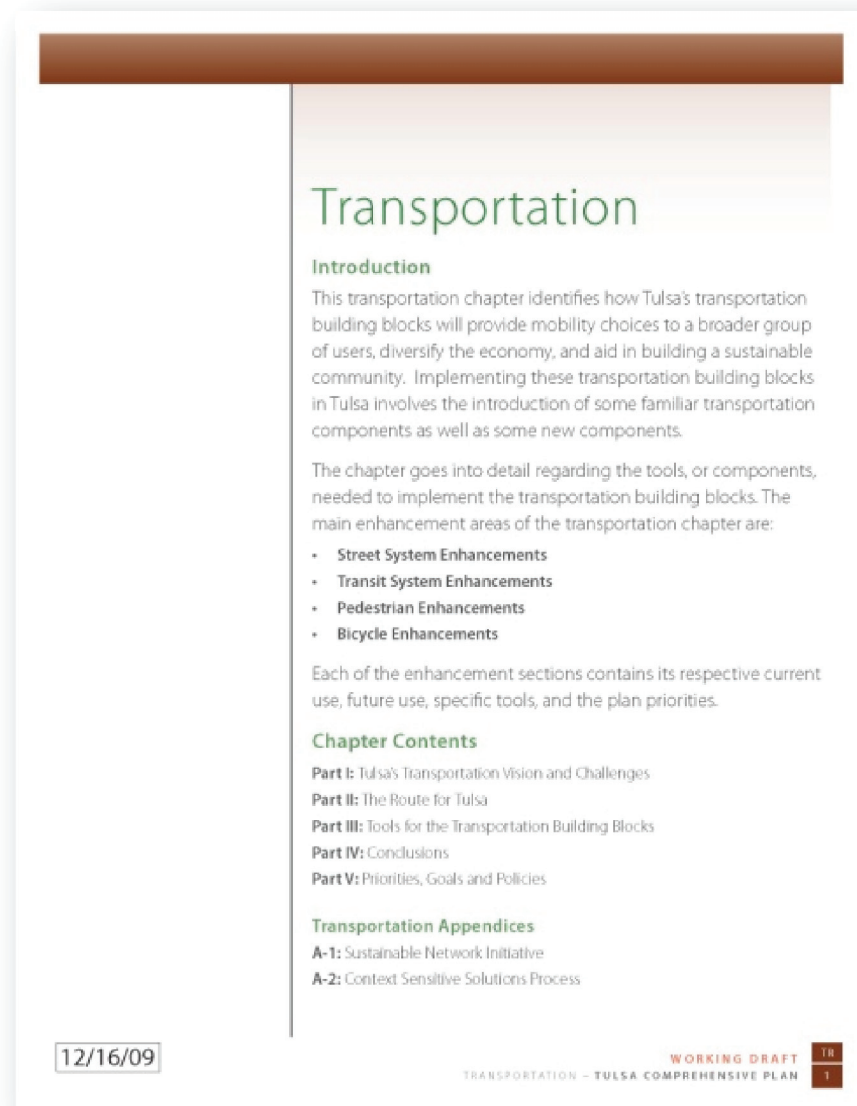 Transportation
Introduction
This transportation chapter identifies how Tulsa's transportation
building blocks will provide mobility choices to a broader group
of users, diversify the economy, and aid in building a sustainable
community.  Implementing these transportation building blocks
in Tulsa involves the introduction of some familiar transportation
components as well as some new components.
The chapter goes into detail regarding the tools, or components,
needed to implement the transportation building blocks. The
main enhancement areas of the transportation chapter are:
• Street System Enhancements
• Transit System Enhancements
• Pedestrian Enhancements
• Bicycle Enhancements
Each of the enhancement sections contains its respective current
use, future use, specific tools, and the plan priorities.
Chapter Contents
Part I: Tulsa's Transportation Vision and Challenges
Part II: The Route for Tulsa
Part III: Tools for the Transportation Building Blocks
Part IV: Conclusions
Part V: Priorities, Goals and Policies
Transportation Appendices
A-1: Sustainable Network Initiative
A-2: Context Sensitive Solutions Process
12/16/09
WORKING DRAFT
TRANSPORTATION – TULSA COMPREHENSIVE PLAN
TR
1